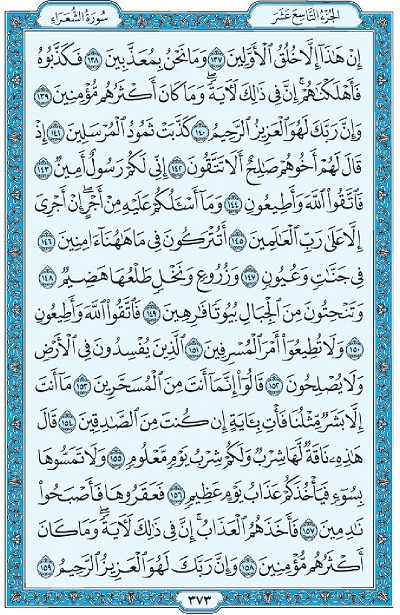 الجزء التاسع عشر
سورة الشعراء
إِنْ هَٰذَآ إِلَّا خُلُقُ ٱلْأَوَّلِينَ ١٣٧ وَمَا نَحْنُ بِمُعَذَّبِينَ ١٣٨ فَكَذَّبُوهُ
فَأَهْلَكْنَٰهُمْ إِنَّ فِى ذَٰلِكَ لَءَايَةً وَمَا كَانَ أَكْثَرُهُم مُّؤْمِنِينَ ١٣٩
وَإِنَّ رَبَّكَ لَهُوَ ٱلْعَزِيزُ ٱلرَّحِيمُ ١٤٠ كَذَّبَتْ ثَمُودُ ٱلْمُرْسَلِينَ ١٤١ إِذْ
قَالَ لَهُمْ أَخُوهُمْ صَٰلِحٌ أَلَا تَتَّقُونَ ١٤٢ إِنِّى لَكُمْ رَسُولٌ أَمِينٌ ١٤٣
فَٱتَّقُوا۟ ٱللَّهَ وَأَطِيعُونِ ١٤٤ وَمَآ أَسْـَٔلُكُمْ عَلَيْهِ مِنْ أَجْرٍ إِنْ أَجْرِىَ
إِلَّا عَلَىٰ رَبِّ ٱلْعَٰلَمِينَ ١٤٥ أَتُتْرَكُونَ فِى مَا هَٰهُنَآ ءَامِنِينَ ١٤٦
فِى جَنَّٰتٍ وَعُيُونٍ ١٤٧ وَزُرُوعٍ وَنَخْلٍ طَلْعُهَا هَضِيمٌ ١٤٨
وَتَنْحِتُونَ مِنَ ٱلْجِبَالِ بُيُوتًا فَٰرِهِينَ ١٤٩ فَٱتَّقُوا۟ ٱللَّهَ وَأَطِيعُونِ
١٥٠ وَلَا تُطِيعُوٓا۟ أَمْرَ ٱلْمُسْرِفِينَ ١٥١ ٱلَّذِينَ يُفْسِدُونَ فِى ٱلْأَرْضِ
وَلَا يُصْلِحُونَ ١٥٢ قَالُوٓا۟ إِنَّمَآ أَنتَ مِنَ ٱلْمُسَحَّرِينَ ١٥٣ مَآ أَنتَ
إِلَّا بَشَرٌ مِّثْلُنَا فَأْتِ بِـَٔايَةٍ إِن كُنتَ مِنَ ٱلصَّٰدِقِينَ ١٥٤ قَالَ
هَٰذِهِۦ نَاقَةٌ لَّهَا شِرْبٌ وَلَكُمْ شِرْبُ يَوْمٍ مَّعْلُومٍ ١٥٥ وَلَا تَمَسُّوهَا
بِسُوٓءٍ فَيَأْخُذَكُمْ عَذَابُ يَوْمٍ عَظِيمٍ ١٥٦ فَعَقَرُوهَا فَأَصْبَحُوا۟
نَٰدِمِينَ ١٥٧ فَأَخَذَهُمُ ٱلْعَذَابُ إِنَّ فِى ذَٰلِكَ لَءَايَةً وَمَا كَانَ
أَكْثَرُهُم مُّؤْمِنِينَ ١٥٨ وَإِنَّ رَبَّكَ لَهُوَ ٱلْعَزِيزُ ٱلرَّحِيمُ ١٥٩
٣٧٣